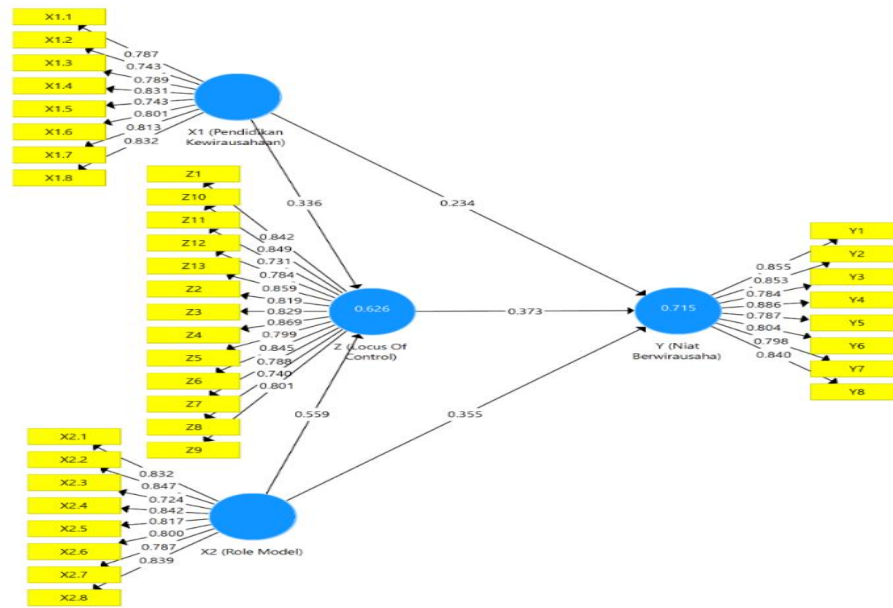 X1.1
X1.2
X1.3
X1.4
X1.5
X1.6
X1.7
X1.8
0.787
0.743
0.789
0.831
0.743
0.801
0.813
0.832
X1 (Pendidikan
Kewirausahaan)
0.336
0.234
Z1
Z10
Z11
Z12
Z13
Z2
Z3
Z4
Z5
Z6
Z7
Z8
Z9
0.842
0.849
0.731
0.784
0.859
0.819
0.829
0.869
0.799
0.845
0.788
0.740
0.801
0.626
Z (Locus Of
Control)
0.373
0.715
Y (Niat
Berwirausaha)
0.855
0.853
0.784
0.886
0.787
0.804
0.798
0.840
Y1
Y2
Y3
Y4
Y5
Y6
Y7
Y8
0.559
0.355
X2.1
X2.2
X2.3
X2.4
X2.5
X2.6
X2.7
X2.8
0.832
0.847
0.724
0.842
0.817
0.800
0.787
0.839
X2 (Role Model)